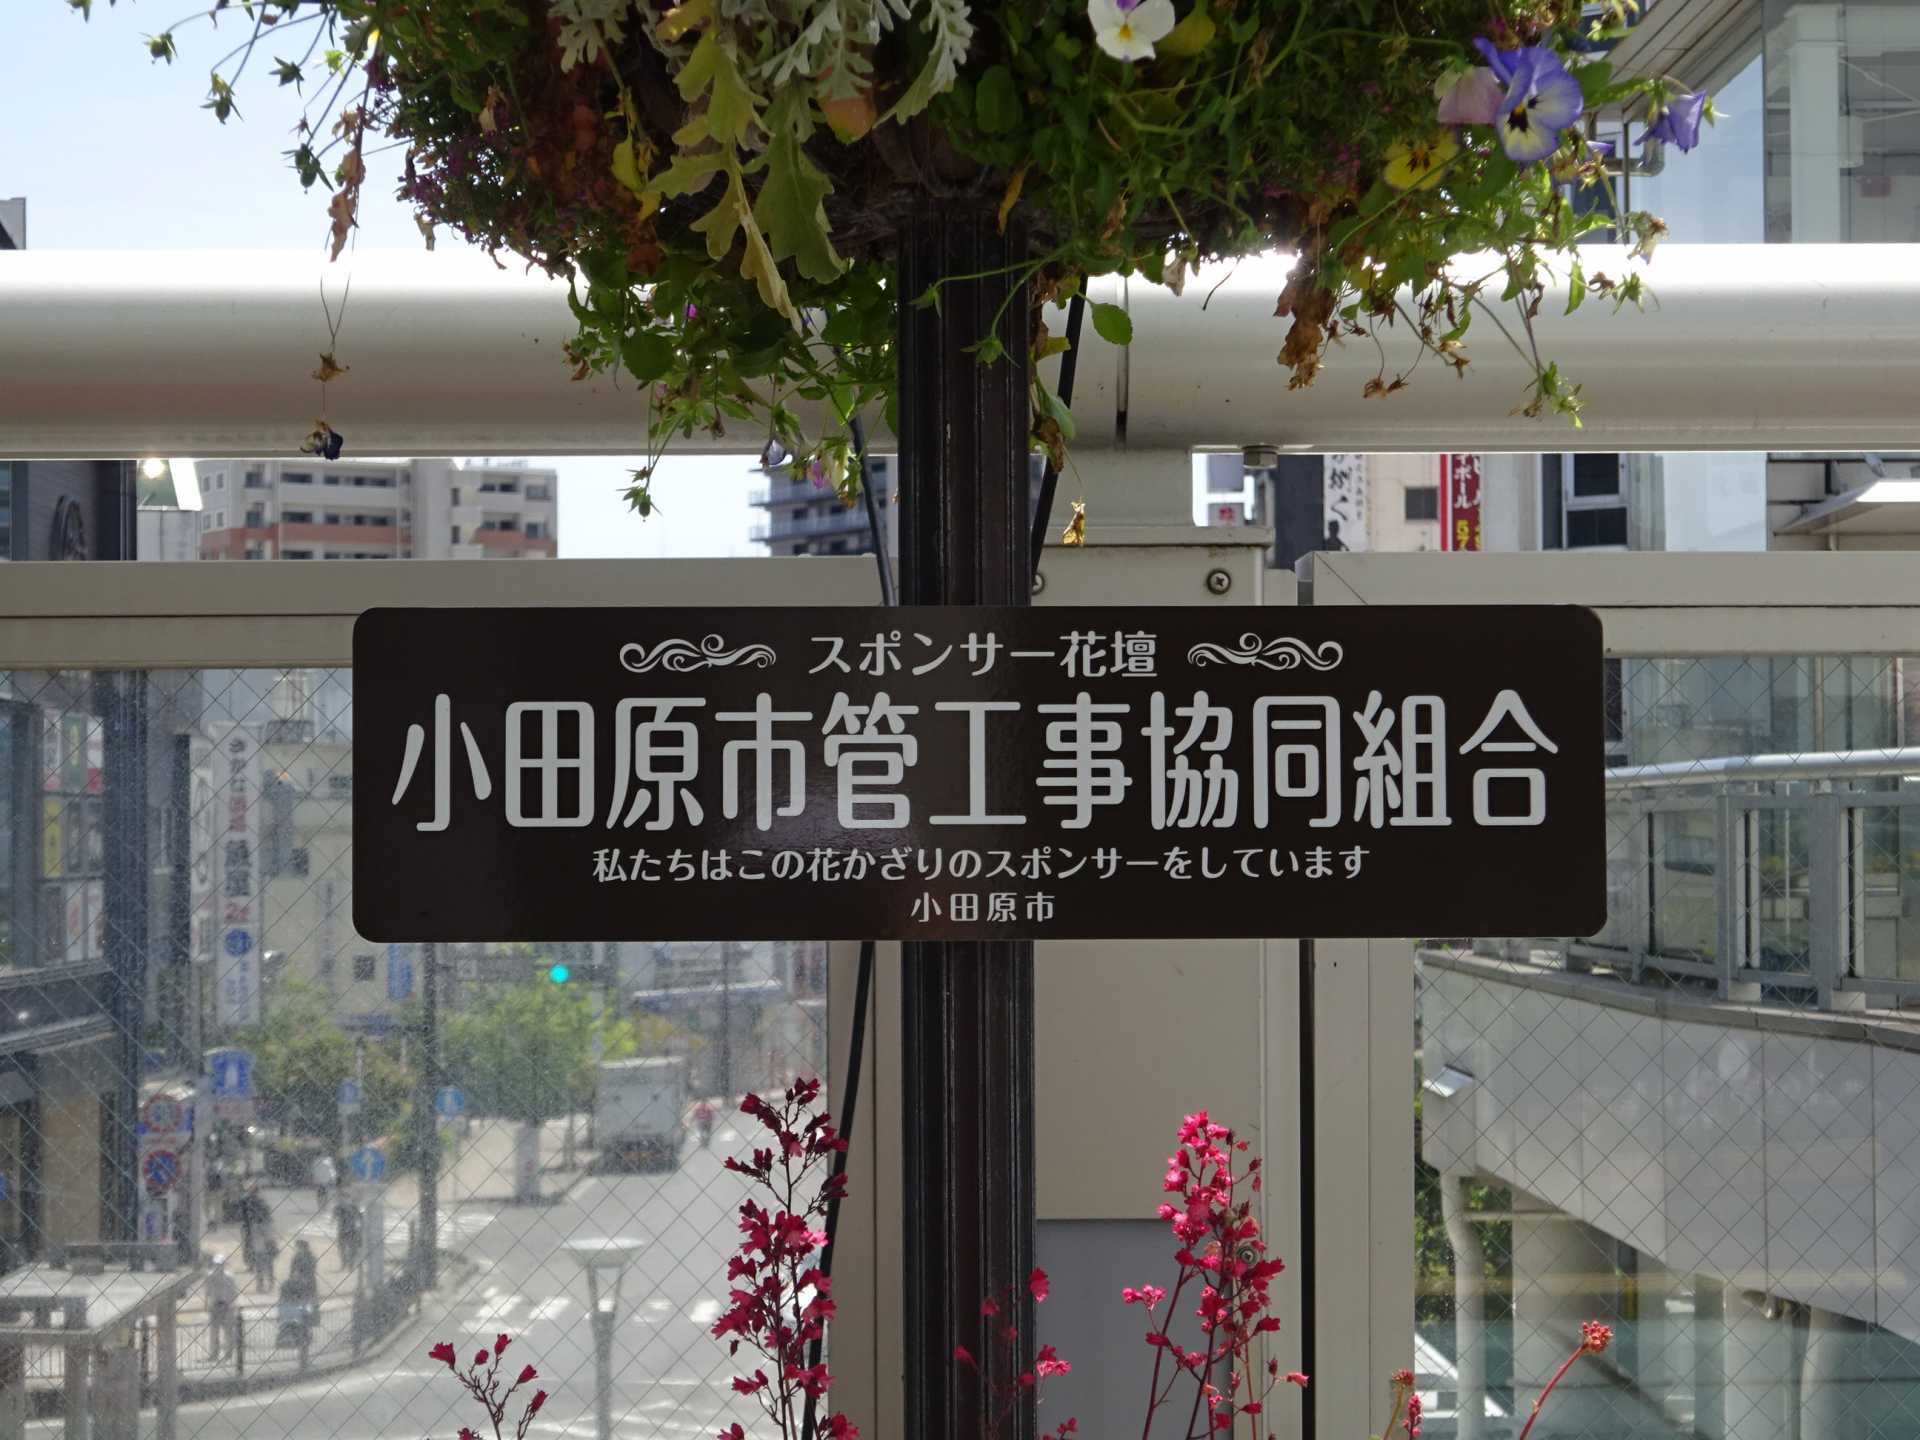 スポンサー花壇
小田原市管工事協同組合
私たちはこの花かざりのスポンサーをしています
小田原市